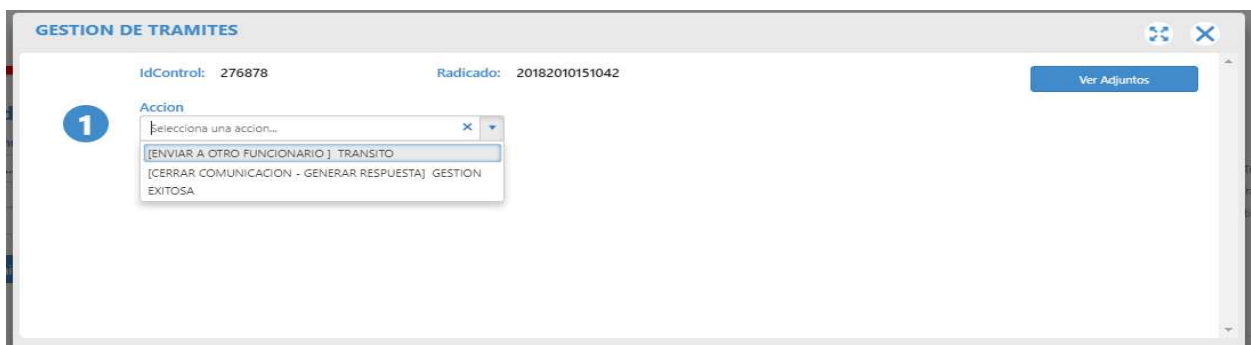 GESTION DE TRAMITES
IdControl: 276878 Radicado: 20182010151042
Ver Adjuntos
Accion
1
Selecciona una accion...
[ENVIAR A OTRO FUNCIONARIO ] TRANSITO
[CERRAR COMUNICACION - GENERAR RESPUESTA] GESTION
EXITOSA